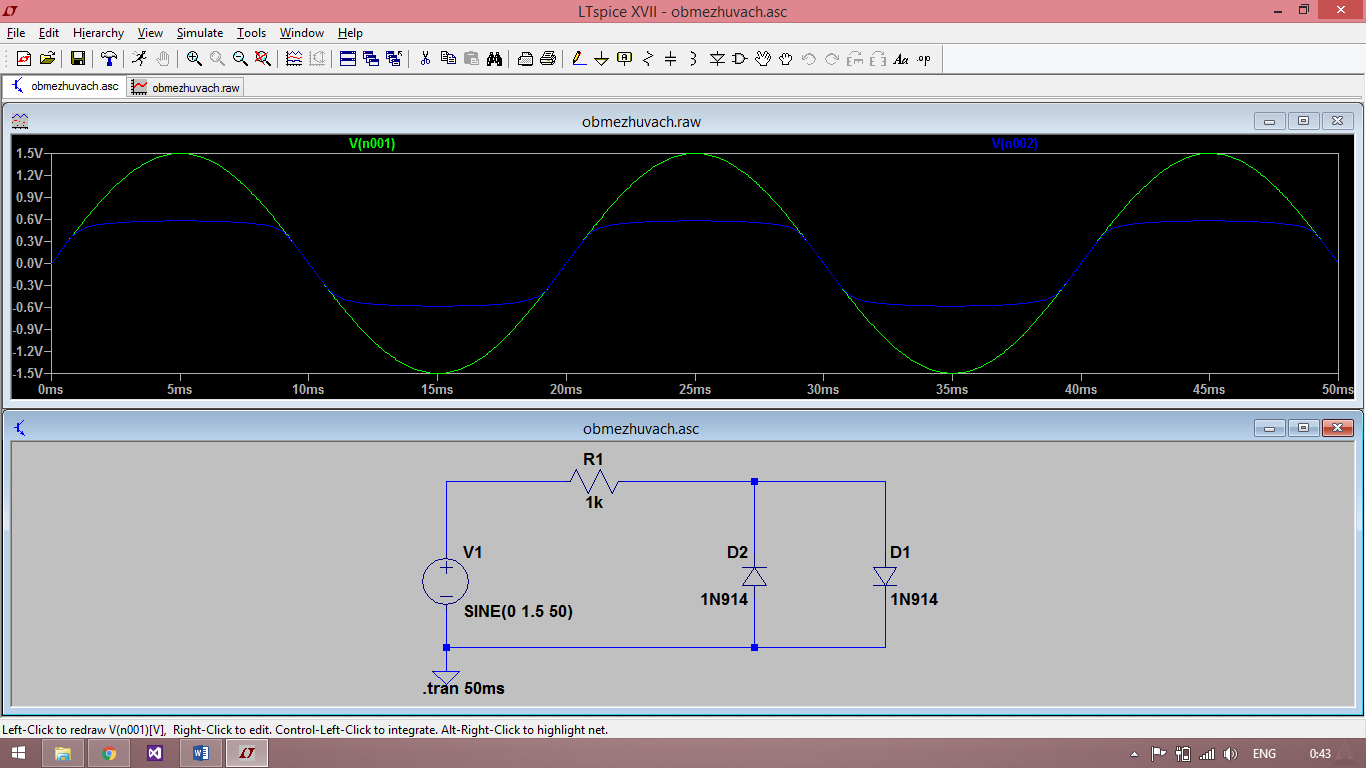 LTspice XVII - obmezhuvach.asc
File Edit Hierarchy View Simulate Tools Window Help
Aa .op
obmezhuvach.asc obmezhuvach.raw
obmezhuvach.raw
V(n001) V(n002)
1.5V
1.2V
0.9V
0.6V
0.3V
0.0V
-0.3V
-0.6V
-0.9V
-1.2V
-1.5V
0ms 5ms 10ms 15ms 20ms 25ms 30ms 35ms 40ms 45ms 50ms
obmezhuvach.asc
R1
1k
V1 D2 D1
1N914 1N914
SINE(0 1.5 50)
.tran 50ms
Left-Click to redraw V(n001)[V], Right-Click to edit. Control-Left-Click to integrate. Alt-Right-Click to highlight net.
ENG 0:43